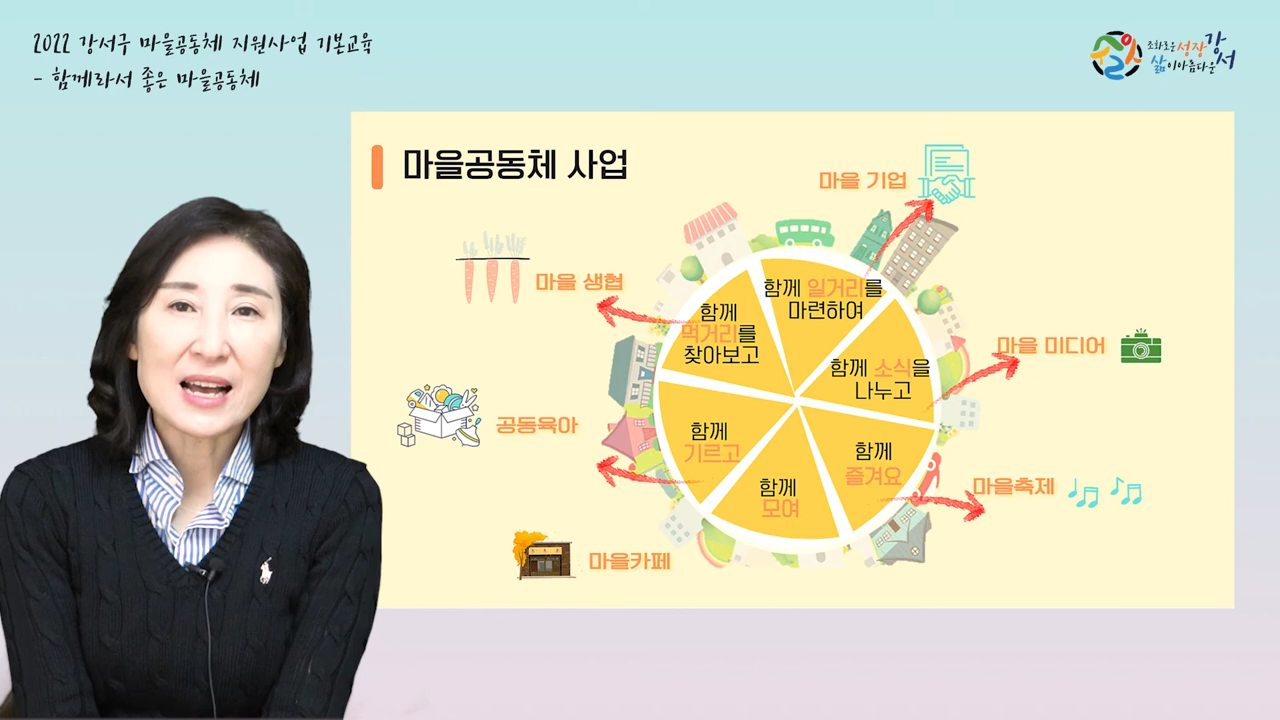 2022 강서구 마을공동체 지원사업 기본교육
- 함께라서 좋은 마을공동체
조화로운 성장 강서
삶이아름다운
마을공동체 사업
마을 기업
마을 생협
함께 일거리를
마련하여
함께
먹거리를
찾아보고
마을 미디어
함께 소식을
나누고
공동육아
함께
기르고
함께
즐겨요
마을축제
함께
모여
마을카페